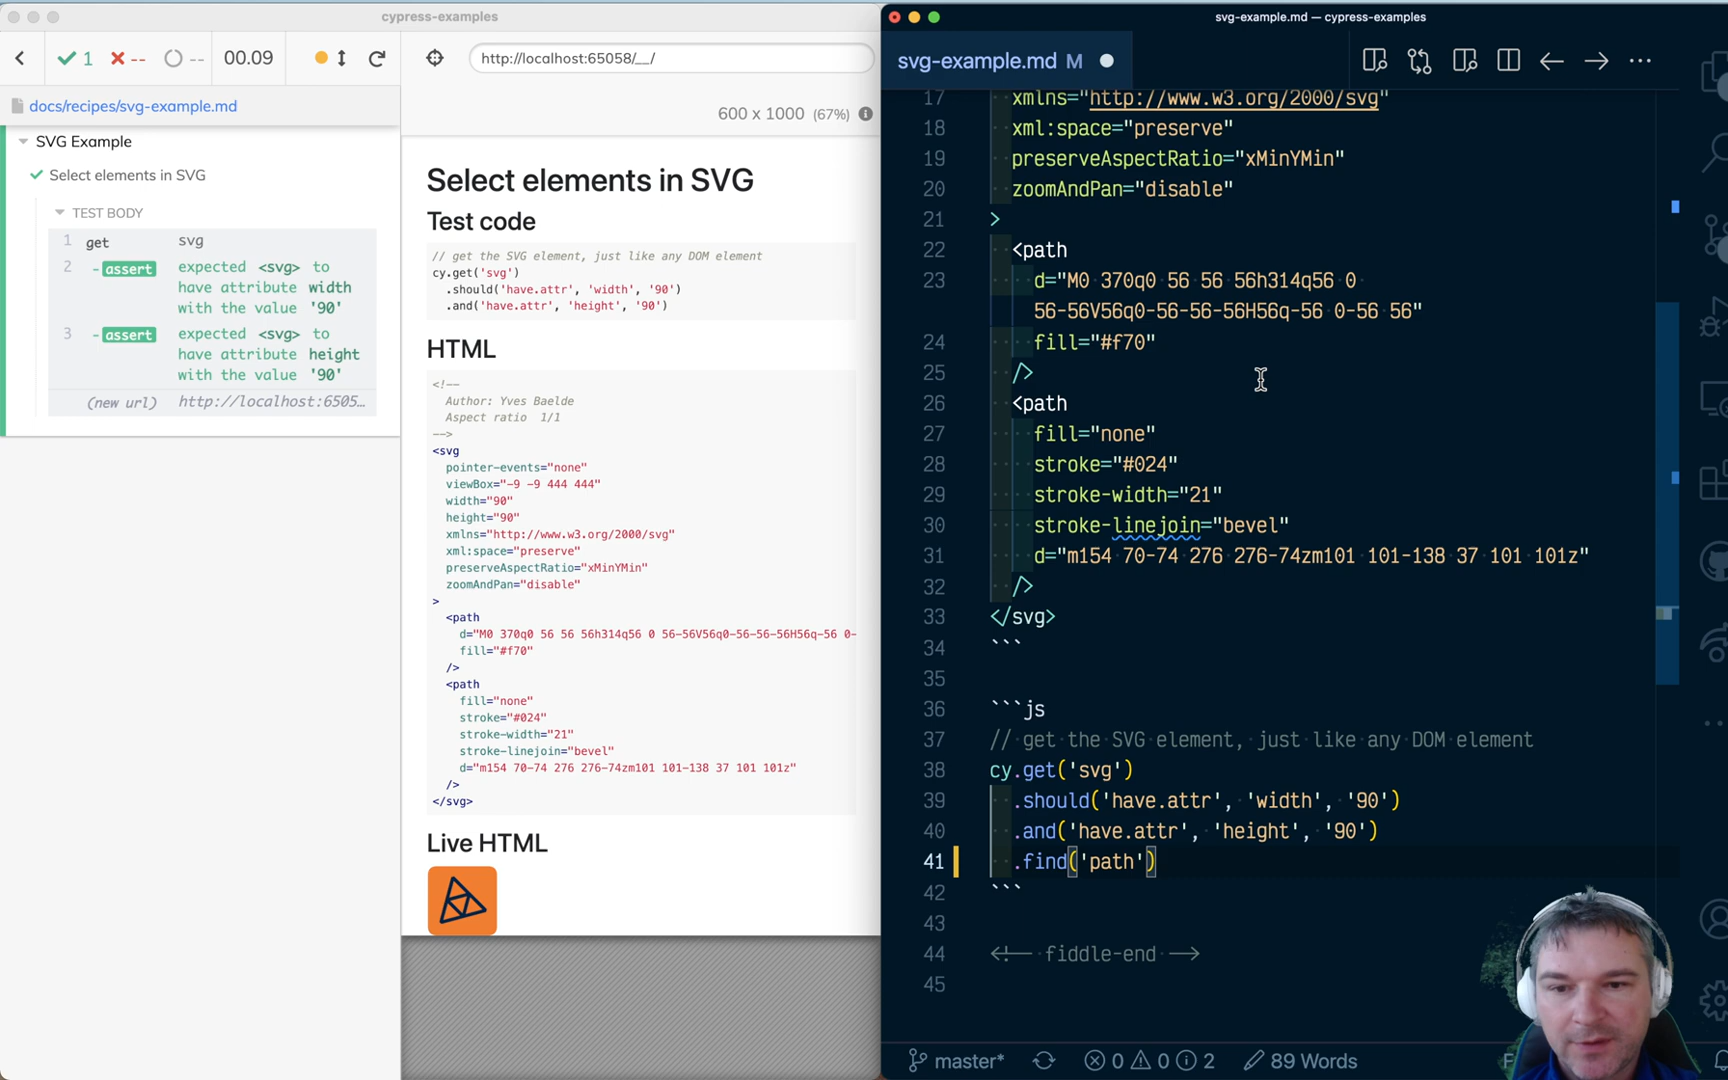 cypress-examples
1
--
--
00.09
docs/recipes/svg-example.md
SVG Example
Select elements in SVG
TEST BODY
1 get svg
2 -assert expected <svg> to
have attribute width
with the value '90'
3 -assert expected <svg> to
have attribute height
with the value '90'
(new url) http://localhost:6505…
http://localhost:65058/__/
600 x 1000 (67%)
Select elements in SVG
Test code
// get the SVG element, just like any DOM element
cy.get('svg')
.should('have.attr', 'width', '90')
.and('have.attr', 'height', '90')
HTML
<!--
Author: Yves Baelde
Aspect ratio 1/1
-->
<svg
pointer-events="none"
viewBox="-9 -9 444 444"
width="90"
height="90"
xmlns="http://www.w3.org/2000/svg"
xml:space="preserve"
preserveAspectRatio="xMinYMin"
zoomAndPan="disable"
>
<path
d="M0 370q0 56 56 56h314q56 0 56-56V56q0-56-56-56H56q-56 0-
fill="#f70"
/>
<path
fill="none"
stroke="#024"
stroke-width="21"
stroke-linejoin="bevel"
d="m154 70-74 276 276-74zm101 101-138 37 101 101z"
/>
</svg>
Live HTML
svg-example.md — cypress-examples
svg-example.md M
17 xmlns="http://www.w3.org/2000/svg"
18 xml:space="preserve"
19 preserveAspectRatio="xMinYMin"
20 zoomAndPan="disable"
21 >
22 <path
23 d="M0 370q0 56 56 56h314q56 0
56-56V56q0-56-56-56H56q-56 0-56 56"
24 fill="#f70"
25 />
26 <path
27 fill="none"
28 stroke="#024"
29 stroke-width="21"
30 stroke-linejoin="bevel"
31 d="m154 70-74 276 276-74zm101 101-138 37 101 101z"
32 />
33 </svg>
34 ```
35
36 ```js
37 // get the SVG element, just like any DOM element
38 cy.get('svg')
39 .should('have.attr', 'width', '90')
40 .and('have.attr', 'height', '90')
41 .find('path')
42 ```
43
44 <!-- fiddle-end -->
45
master* 0 0 2 89 Words